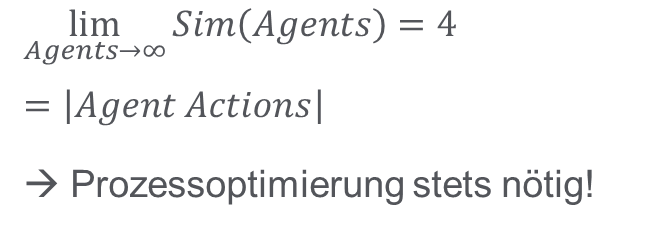 lim Sim(Agents) = 4
Agents→∞
= |Agent Actions|
→ Prozessoptimierung stets nötig!